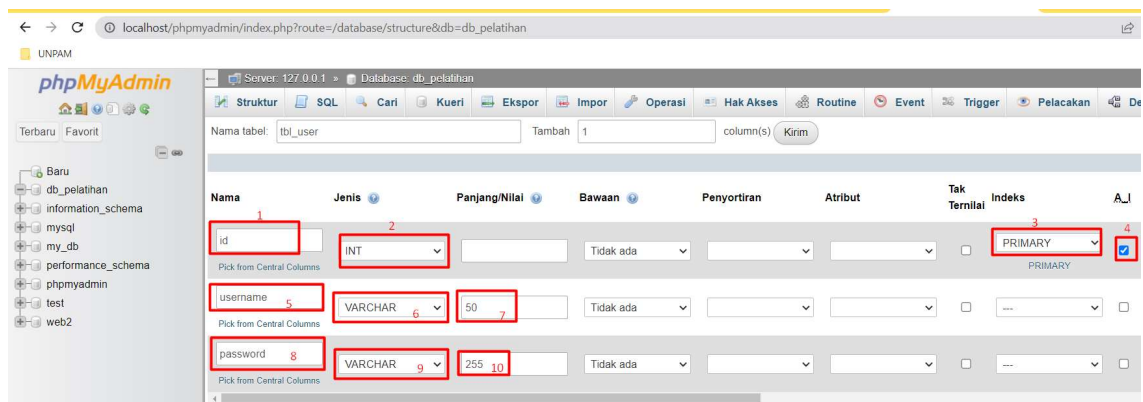 localhost/phpmyadmin/index.php?route=/database/structure&db=db_pelatihan
UNPAM
phpMyAdmin
Terbaru Favorit
Baru
db_pelatihan
information_schema
mysql
my_db
performance_schema
phpmyadmin
test
web2
Server: 127.0.0.1 » Database: db_pelatihan
Struktur SQL Cari Kueri Ekspor Impor Operasi Hak Akses Routine Event Trigger Pelacakan De
Nama tabel: tbl_user Tambah 1 column(s) Kirim
Nama Jenis Panjang/Nilai Bawaan Penyortiran Atribut Tak Ternilai Indeks A_I
1 2 3 4
id INT Tidak ada PRIMARY
Pick from Central Columns PRIMARY
username 5 VARCHAR 6 50 7 Tidak ada ---
Pick from Central Columns
password 8 VARCHAR 9 255 10 Tidak ada ---
Pick from Central Columns